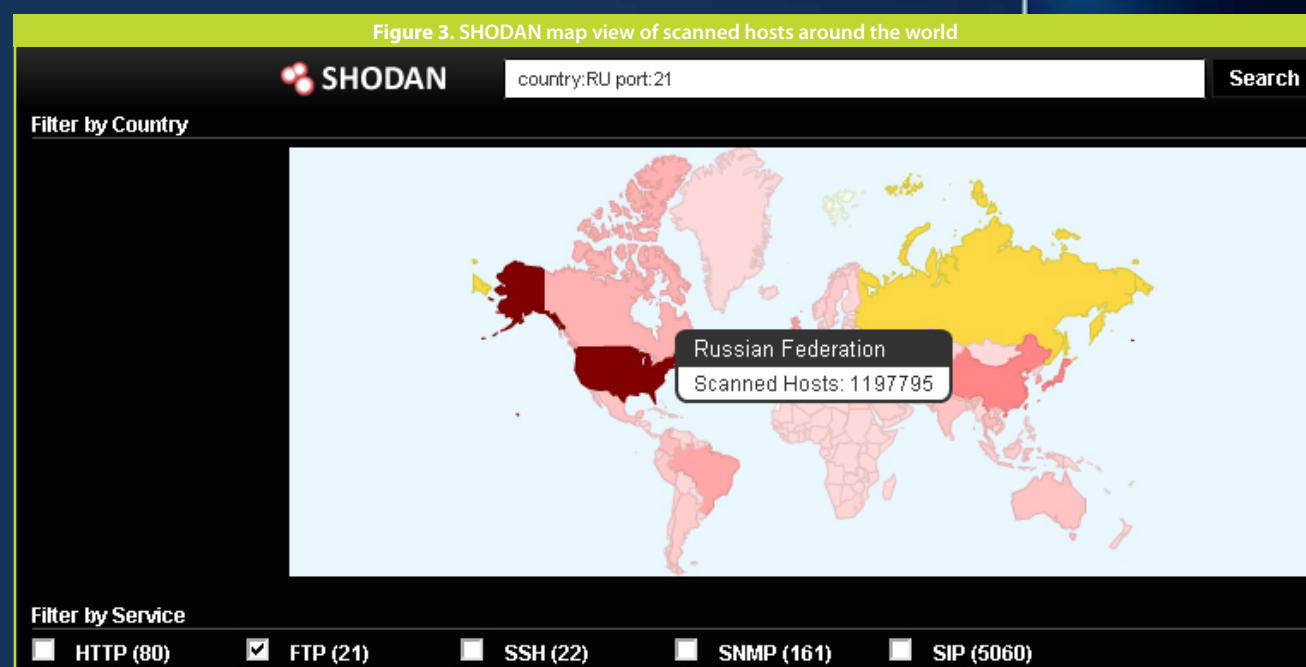 Figure 3. SHODAN map view of scanned hosts around the world
SHODAN country:RU port:21 Search
Filter by Country
Russian Federation
Scanned Hosts: 1197795
Filter by Service
HTTP (80) FTP (21) SSH (22) SNMP (161) SIP (5060)